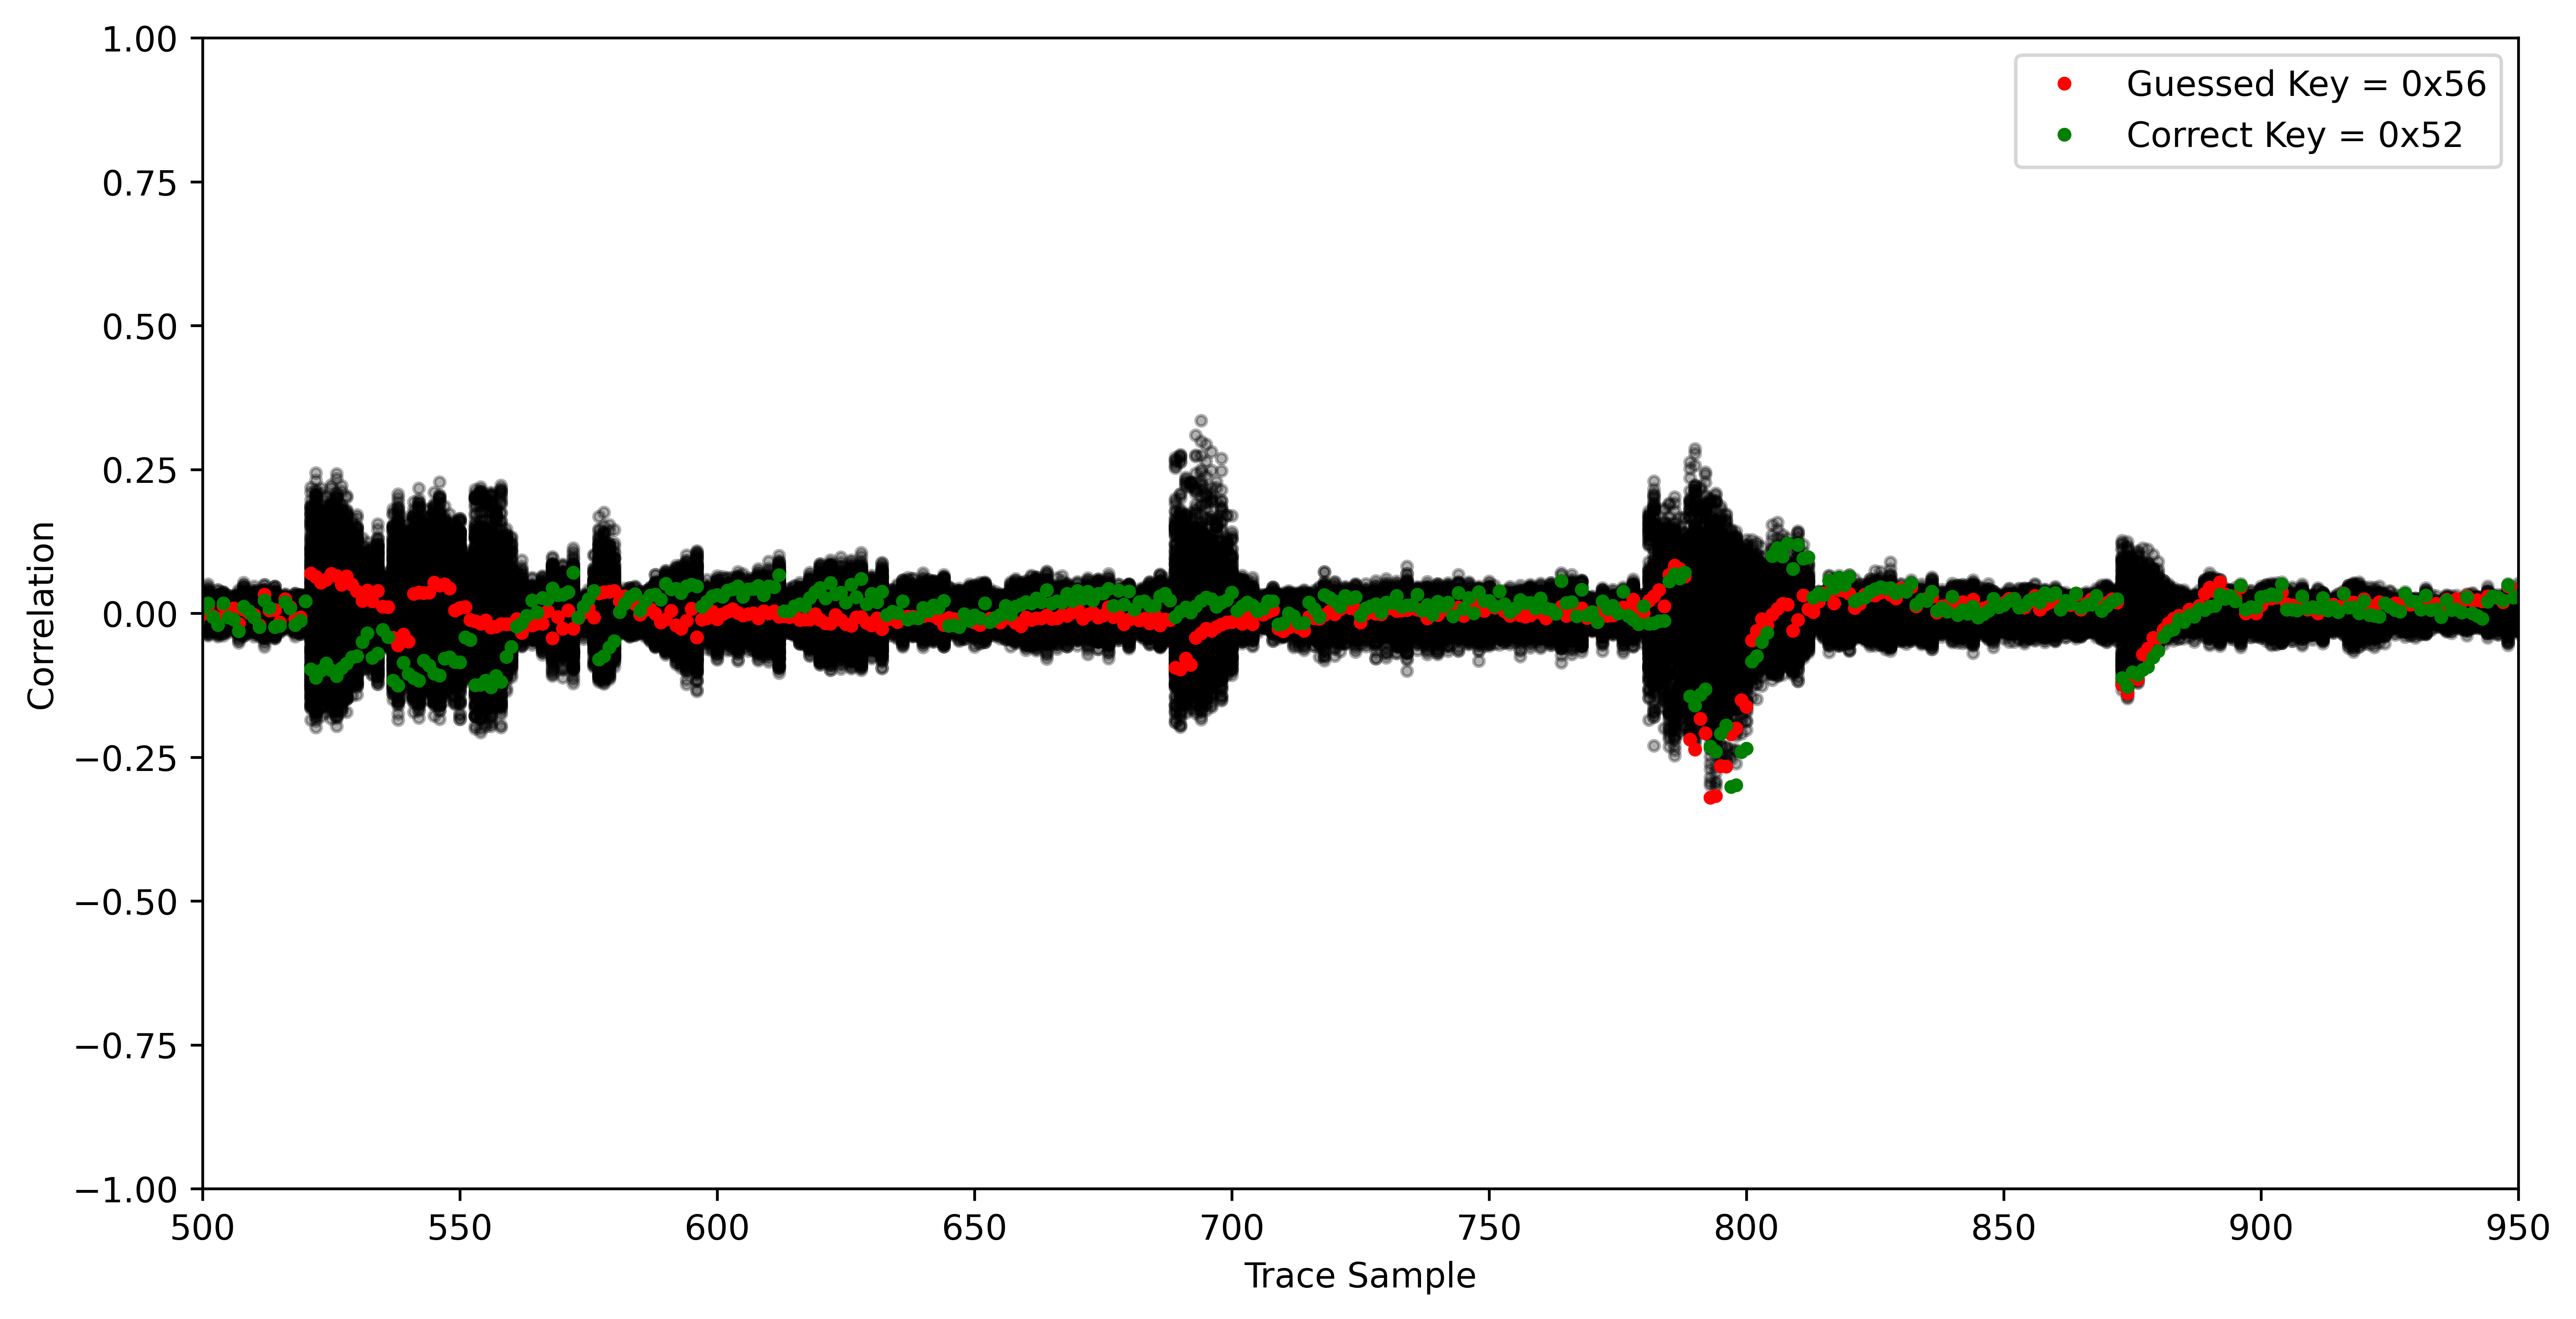 1.00
0.75
0.50
0.25
0.00
−0.25
−0.50
−0.75
−1.00
Correlation
Guessed Key = 0x56
Correct Key = 0x52
500 550 600 650 700 750 800 850 900 950
Trace Sample